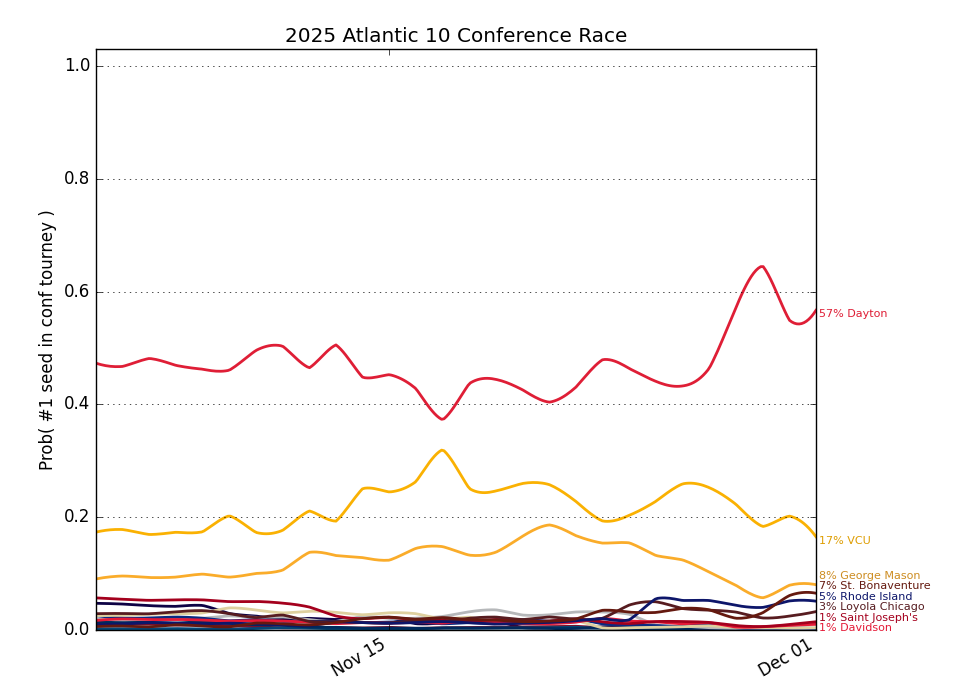 2025 Atlantic 10 Conference Race
Prob( #1 seed in conf tourney )
1.0
0.8
0.6
0.4
0.2
0.0
57% Dayton
17% VCU
8% George Mason
7% St. Bonaventure
5% Rhode Island
3% Loyola Chicago
1% Saint Joseph's
1% Davidson
Nov 15
Dec 01